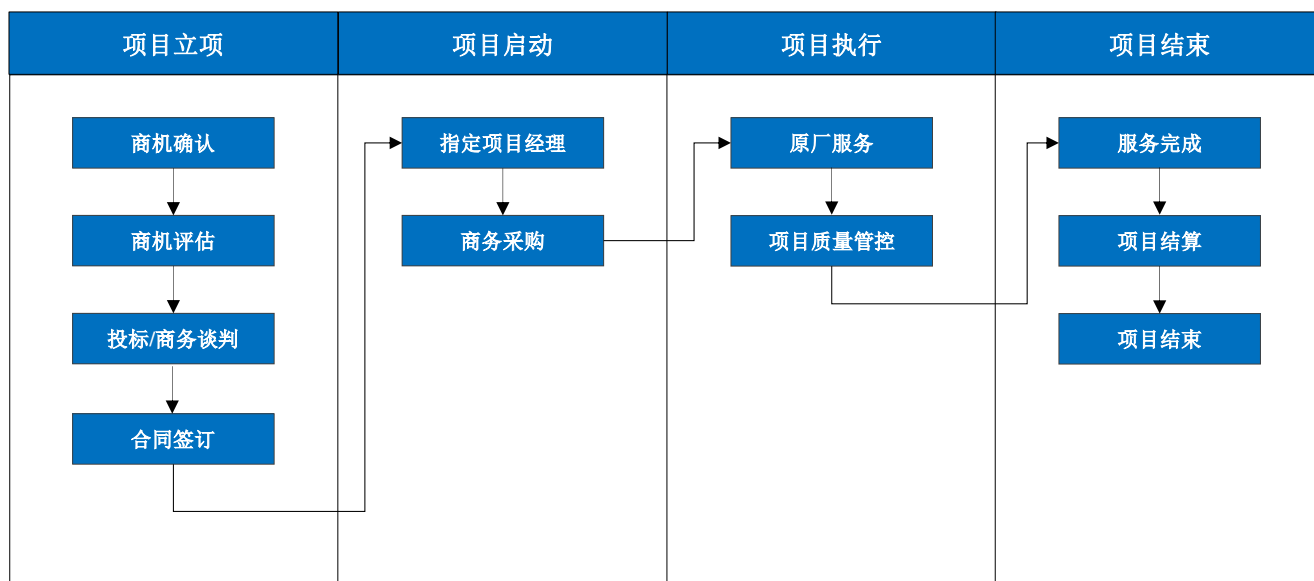 项目立项
项目启动
项目执行
项目结束
商机确认
商机评估
投标/商务谈判
合同签订
指定项目经理
商务采购
原厂服务
项目质量管控
服务完成
项目结算
项目结束